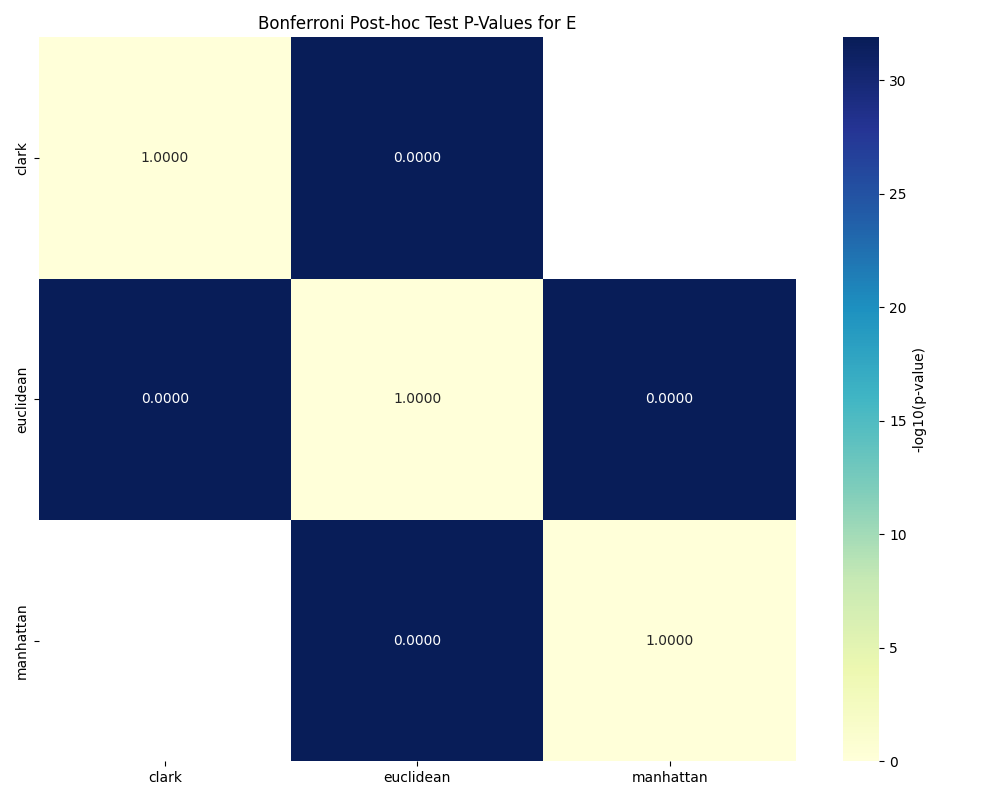 Bonferroni Post-hoc Test P-Values for E
clark
1.0000
0.0000
euclidean
0.0000
1.0000
0.0000
manhattan
0.0000
1.0000
clark
euclidean
manhattan
30
25
20
15
10
5
0
-log10(p-value)